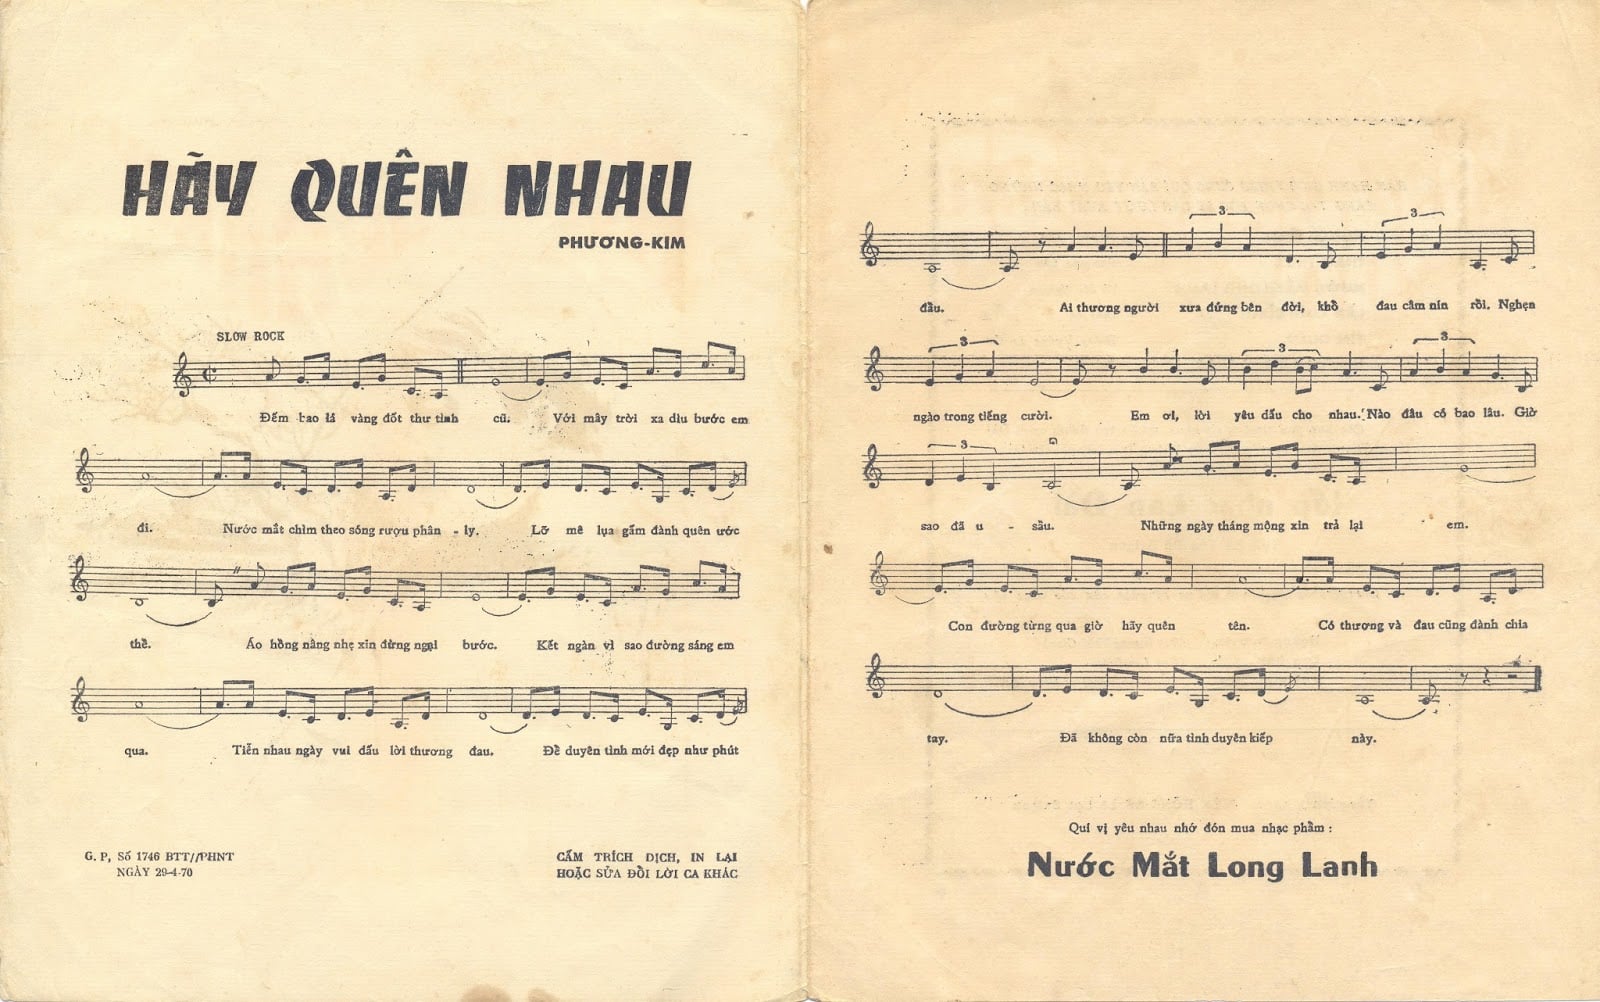 HÃY QUÊN NHAU
PHƯƠNG-KIM
SLOW ROCK
Đếm bao lá vàng đốt thư tình cũ. Với mây trời xa dìu bước em
đi. Nước mắt chìm theo sóng rượu phân - ly. Lỡ mê lụa gấm đành quên ước
thề. Áo hồng nâng nhẹ xin đừng ngại bước. Kết ngàn vì sao đường sáng em
qua. Tiễn nhau ngày vui dấu lời thương đau. Để duyên tình mới đẹp như phút
G. P, Số 1746 BTT//PHNT
NGÀY 29-4-70
CẤM TRÍCH DỊCH, IN LẠI
HOẶC SỬA ĐỔI LỜI CA KHÁC
3 3
đầu. Ai thương người xưa đứng bên đời, khổ đau câm nín rồi. Nghẹn
3 3 3
ngào trong tiếng cười. Em ơi, lời yêu dấu cho nhau. Nào đâu có bao lâu. Giờ
3
sao đã u - sầu. Những ngày tháng mộng xin trả lại em.
Con đường từng qua giờ hãy quên tên. Có thương và đau cũng đành chia
tay. Đã không còn nữa tình duyên kiếp này.
Quí vị yêu nhau nhớ đón mua nhạc phẩm :
Nước Mắt Long Lanh